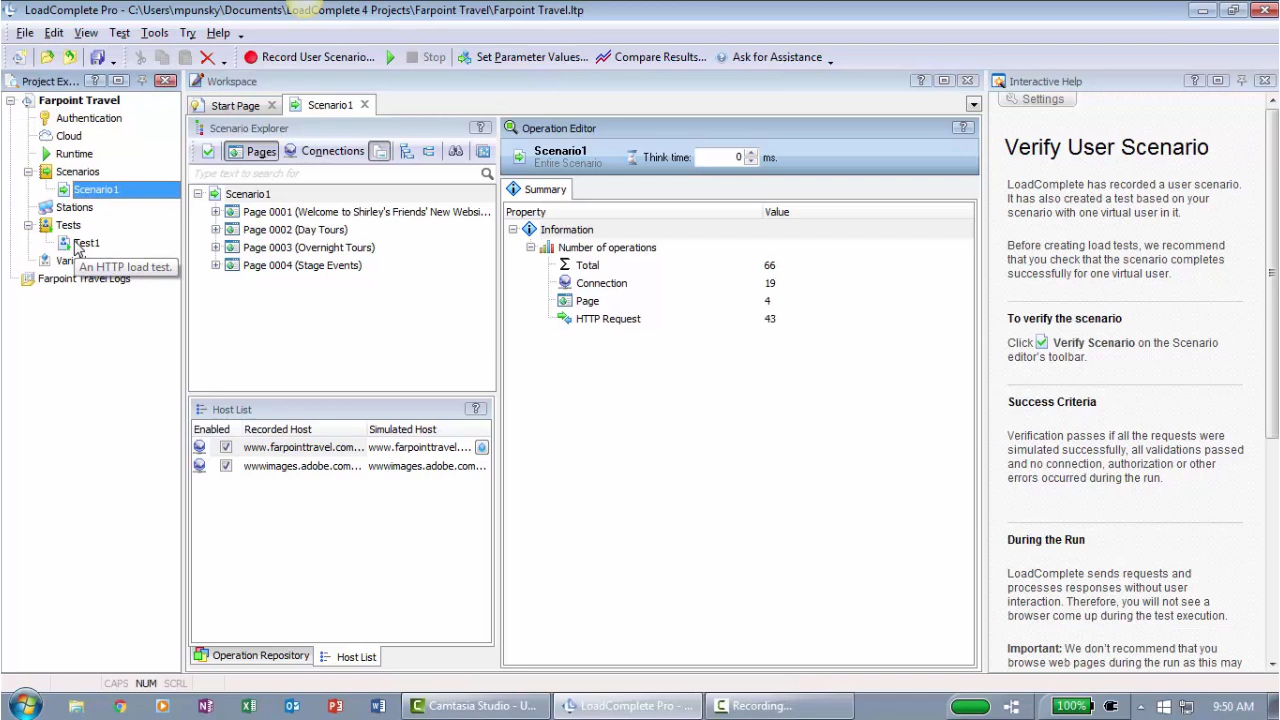 LoadComplete Pro - C:\Users\mpunsky\Documents\LoadComplete 4 Projects\Farpoint Travel\Farpoint Travel.ltp
File Edit View Test Tools Try Help
Record User Scenario... Stop Set Parameter Values... Compare Results... Ask for Assistance
Project Ex...
Farpoint Travel
Authentication
Cloud
Runtime
Scenarios
Scenario1
Stations
Tests
Test1
An HTTP load test.
Farpoint Travel Logs
Workspace
Start Page Scenario1
Scenario Explorer
Pages Connections
Type text to search for
Scenario1
Page 0001 (Welcome to Shirley's Friends' New Websi...
Page 0002 (Day Tours)
Page 0003 (Overnight Tours)
Page 0004 (Stage Events)
Host List
Enabled Recorded Host Simulated Host
www.farpointtravel.com... www.farpointtravel....
wwwimages.adobe.com... wwwimages.adobe.com...
Operation Repository Host List
Operation Editor
Scenario1
Entire Scenario
Think time: 0 ms.
Summary
Property Value
Information
Number of operations
Total 66
Connection 19
Page 4
HTTP Request 43
Interactive Help
Settings
Verify User Scenario
LoadComplete has recorded a user scenario.
It has also created a test based on your
scenario with one virtual user in it.
Before creating load tests, we recommend
that you check that the scenario completes
successfully for one virtual user.
To verify the scenario
Click Verify Scenario on the Scenario
editor's toolbar.
Success Criteria
Verification passes if all the requests were
simulated successfully, all validations passed
and no connection, authorization or other
errors occurred during the run.
During the Run
LoadComplete sends requests and
processes responses without user
interaction. Therefore, you will not see a
browser come up during the test execution.
Important: We don't recommend that you
browse web pages during the run as this may
CAPS NUM SCRL
Camtasia Studio - U... LoadComplete Pro - ... Recording... 100% 9:50 AM